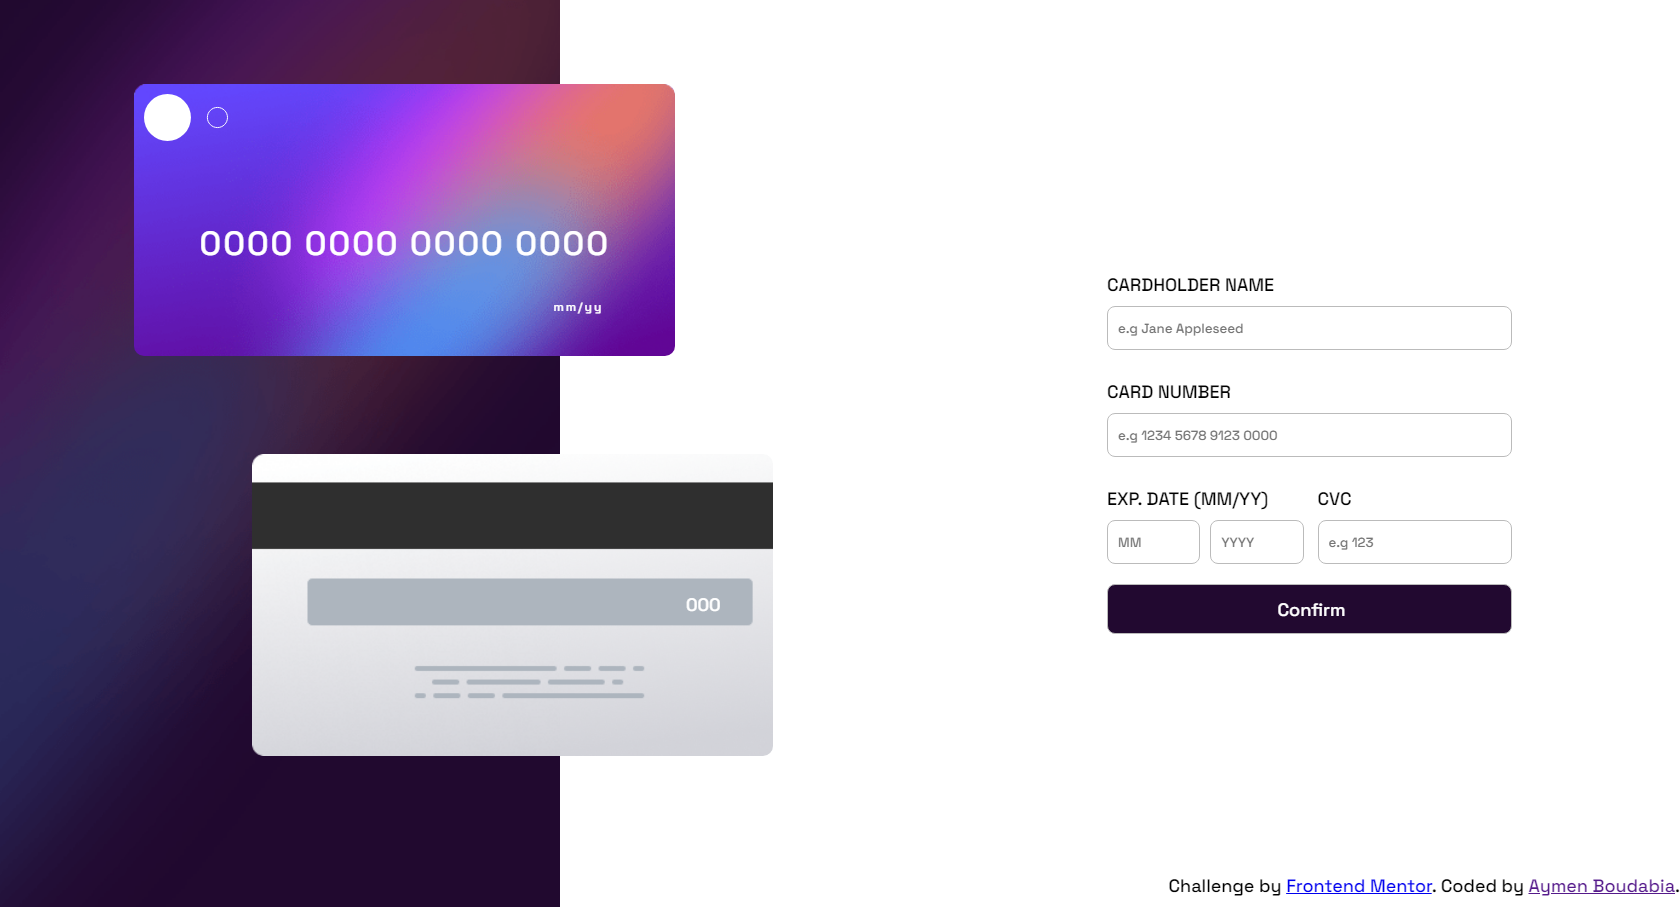 0000 0000 0000 0000
mm/yy
000
CARDHOLDER NAME
e.g Jane Appleseed
CARD NUMBER
e.g 1234 5678 9123 0000
EXP. DATE (MM/YY) CVC
MM YYYY e.g 123
Confirm
Challenge by Frontend Mentor. Coded by Aymen Boudabia.